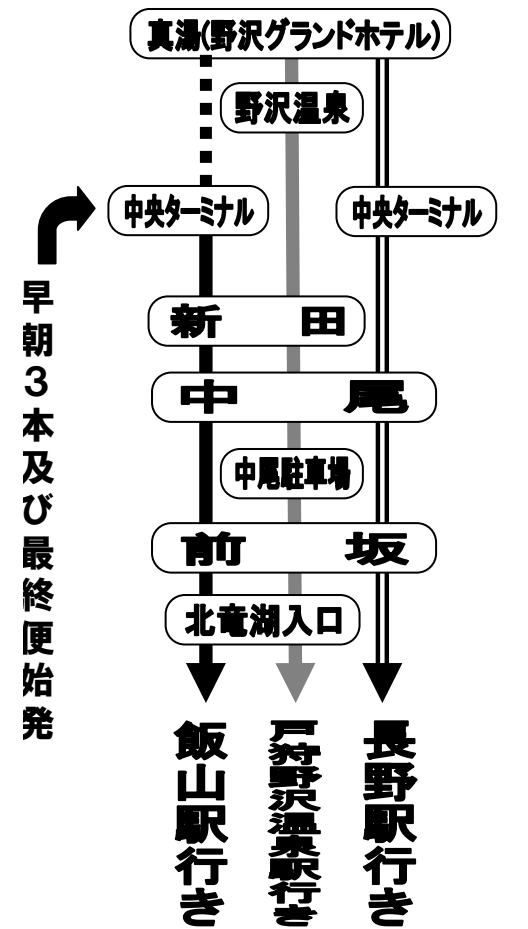 真湯(野沢グランドホテル)
野沢温泉
中央ターミナル
中央ターミナル
早朝３本及び最終便始発
新田
中尾
中尾駐車場
前坂
北竜湖入口
飯山駅行き
戸狩野沢温泉駅行き
長野駅行き